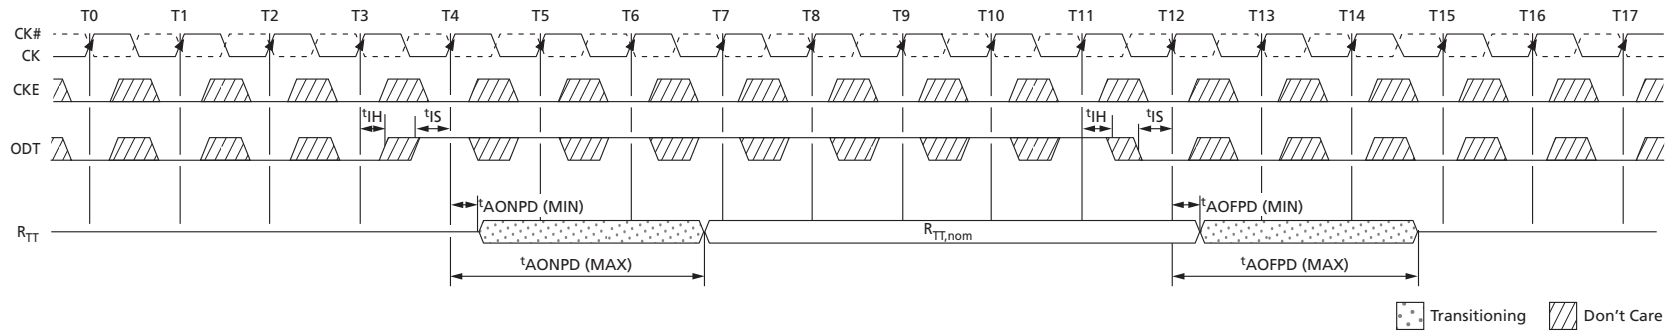 T0 T1 T2 T3 T4 T5 T6 T7 T8 T9 T10 T11 T12 T13 T14 T15 T16 T17
CK#
CK
CKE
tIH tIS tIH tIS
ODT
tAONPD (MIN) tAOFPD (MIN)
RTT RTT,nom
tAONPD (MAX) tAOFPD (MAX)
Transitioning Don't Care